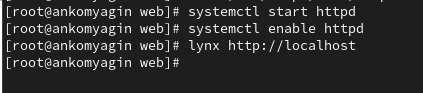 [root@ankomyagin web]# systemctl start httpd
[root@ankomyagin web]# systemctl enable httpd
[root@ankomyagin web]# lynx http://localhost
[root@ankomyagin web]#